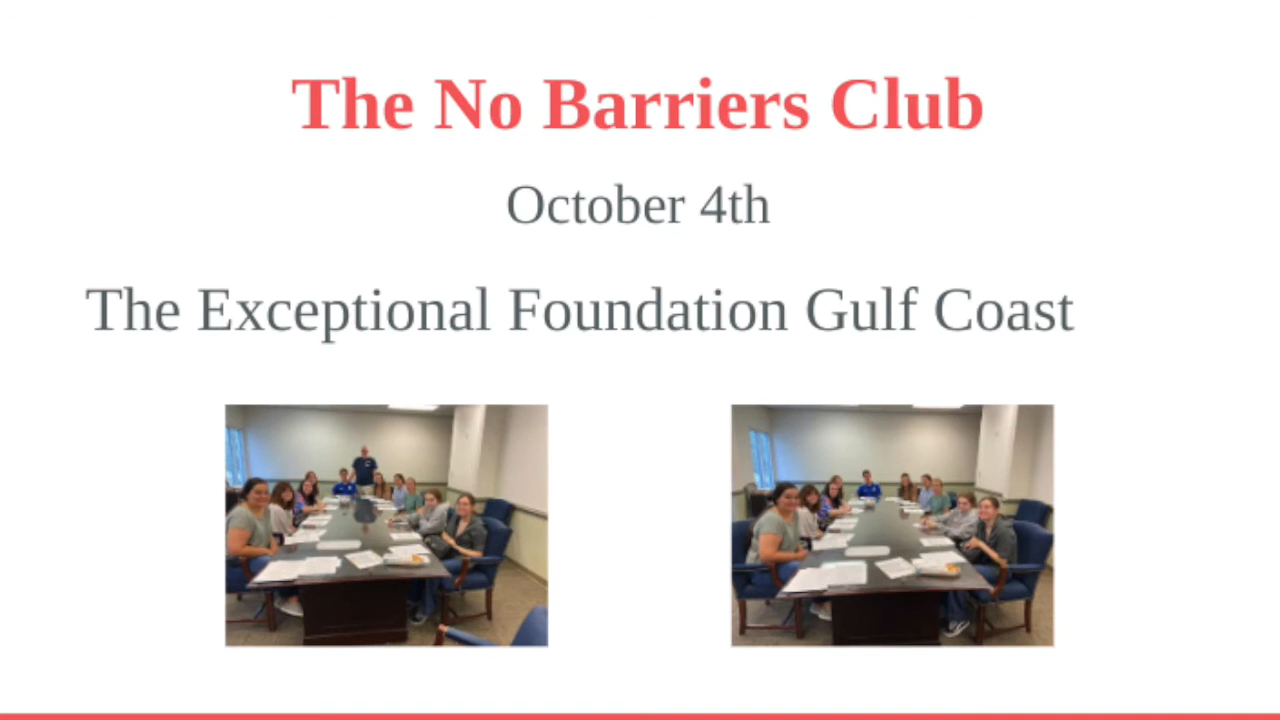 The No Barriers Club
October 4th
The Exceptional Foundation Gulf Coast